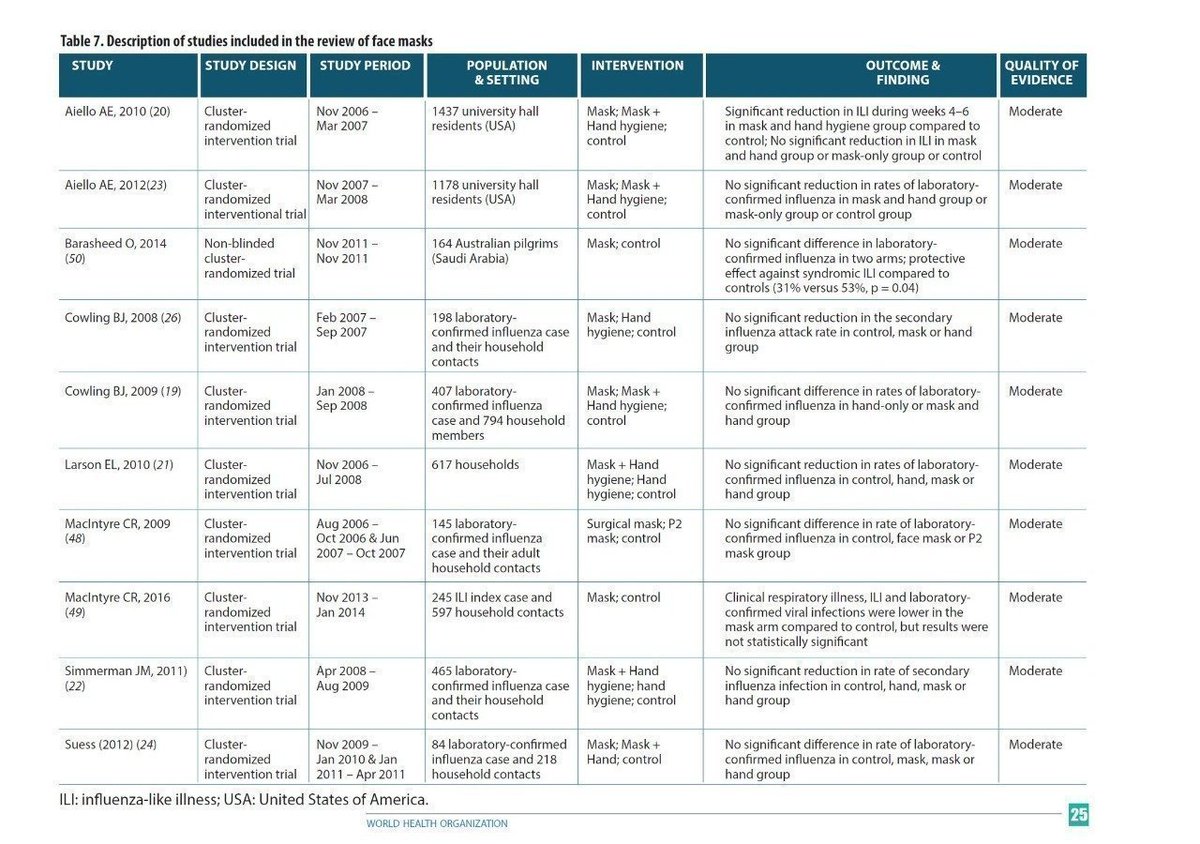 Table 7. Description of studies included in the review of face masks
STUDY
STUDY DESIGN
STUDY PERIOD
POPULATION
& SETTING
INTERVENTION
OUTCOME &
FINDING
QUALITY OF
EVIDENCE
Aiello AE, 2010 (20)
Cluster-
randomized
intervention trial
Nov 2006 –
Mar 2007
1437 university hall
residents (USA)
Mask; Mask +
Hand hygiene;
control
Significant reduction in ILI during weeks 4–6
in mask and hand hygiene group compared to
control; No significant reduction in ILI in mask
and hand group or mask-only group or control
Moderate
Aiello AE, 2012(23)
Cluster-
randomized
interventional trial
Nov 2007 –
Mar 2008
1178 university hall
residents (USA)
Mask; Mask +
Hand hygiene;
control
No significant reduction in rates of laboratory-
confirmed influenza in mask and hand group or
mask-only group or control group
Moderate
Barasheed O, 2014
(50)
Non-blinded
cluster-
randomized trial
Nov 2011 –
Nov 2011
164 Australian pilgrims
(Saudi Arabia)
Mask; control
No significant difference in laboratory-
confirmed influenza in two arms; protective
effect against syndromic ILI compared to
controls (31% versus 53%, p = 0.04)
Moderate
Cowling BJ, 2008 (26)
Cluster-
randomized
intervention trial
Feb 2007 –
Sep 2007
198 laboratory-
confirmed influenza case
and their household
contacts
Mask; Hand
hygiene; control
No significant reduction in the secondary
influenza attack rate in control, mask or hand
group
Moderate
Cowling BJ, 2009 (19)
Cluster-
randomized
intervention trial
Jan 2008 –
Sep 2008
407 laboratory-
confirmed influenza
case and 794 household
members
Mask; Mask +
Hand hygiene;
control
No significant difference in rates of laboratory-
confirmed influenza in hand-only or mask and
hand group
Moderate
Larson EL, 2010 (21)
Cluster-
randomized
intervention trial
Nov 2006 –
Jul 2008
617 households
Mask + Hand
hygiene; Hand
hygiene; control
No significant reduction in rates of laboratory-
confirmed influenza in control, hand, mask or
hand group
Moderate
MacIntyre CR, 2009
(48)
Cluster-
randomized
intervention trial
Aug 2006 –
Oct 2006 & Jun
2007 – Oct 2007
145 laboratory-
confirmed influenza
case and their adult
household contacts
Surgical mask; P2
mask; control
No significant difference in rate of laboratory-
confirmed influenza in control, face mask or P2
mask group
Moderate
MacIntyre CR, 2016
(49)
Cluster-
randomized
intervention trial
Nov 2013 –
Jan 2014
245 ILI index case and
597 household contacts
Mask; control
Clinical respiratory illness, ILI and laboratory-
confirmed viral infections were lower in the
mask arm compared to control, but results were
not statistically significant
Moderate
Simmerman JM, 2011)
(22)
Cluster-
randomized
intervention trial
Apr 2008 –
Aug 2009
465 laboratory-
confirmed influenza case
and their household
contacts
Mask + Hand
hygiene; hand
hygiene; control
No significant reduction in rate of secondary
influenza infection in control, hand, mask or
hand group
Moderate
Suess (2012) (24)
Cluster-
randomized
intervention trial
Nov 2009 –
Jan 2010 & Jan
2011 – Apr 2011
84 laboratory-confirmed
influenza case and 218
household contacts
Mask; Mask +
Hand; control
No significant difference in rate of laboratory-
confirmed influenza in control, mask, mask or
hand group
Moderate
ILI: influenza-like illness; USA: United States of America.
WORLD HEALTH ORGANIZATION
25